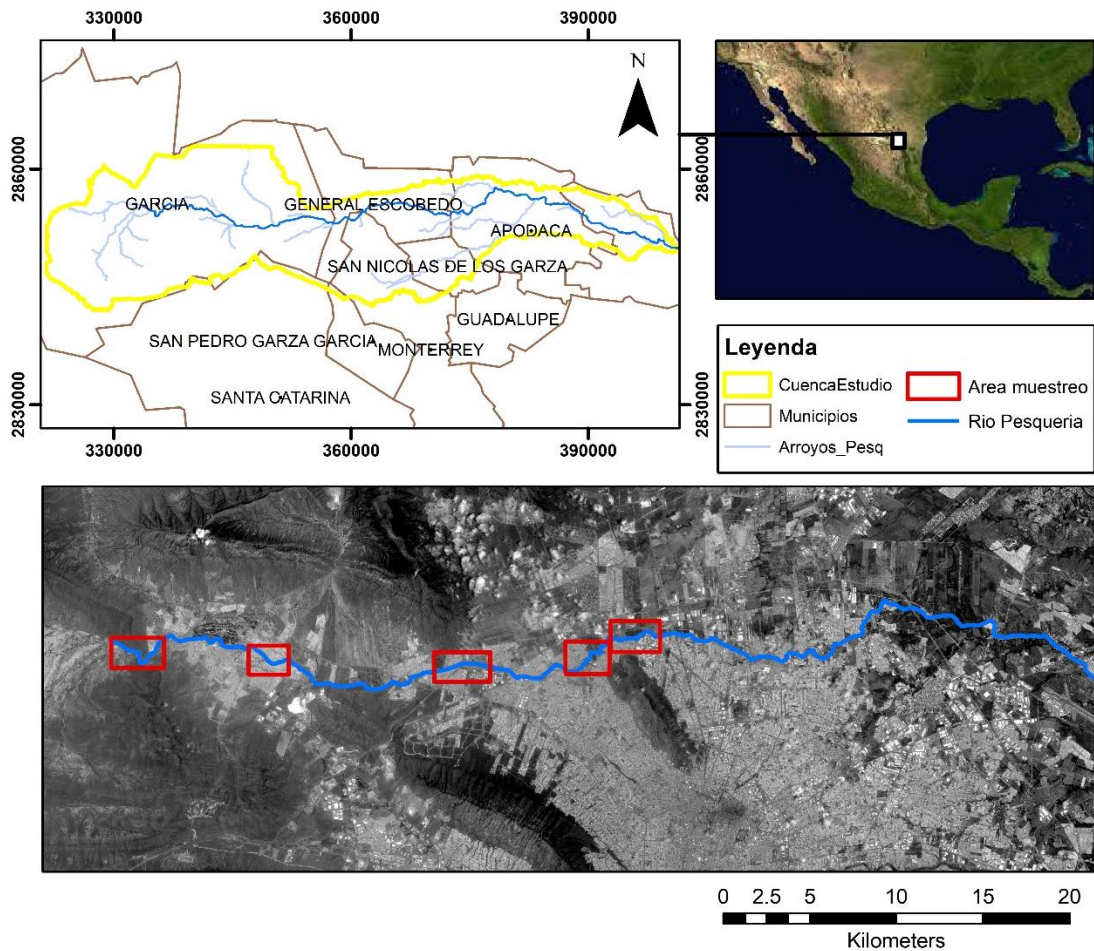 330000 360000 390000
N
2860000
2860000
GARCIA
GENERAL ESCOBEDO
APODACA
SAN NICOLAS DE LOS GARZA
GUADALUPE
SAN PEDRO GARZA GARCIA
MONTERREY
SANTA CATARINA
2830000
2830000
330000 360000 390000
Leyenda
CuencaEstudio
Area muestreo
Municipios
Rio Pesqueria
Arroyos_Pesq
0 2.5 5 10 15 20
Kilometers